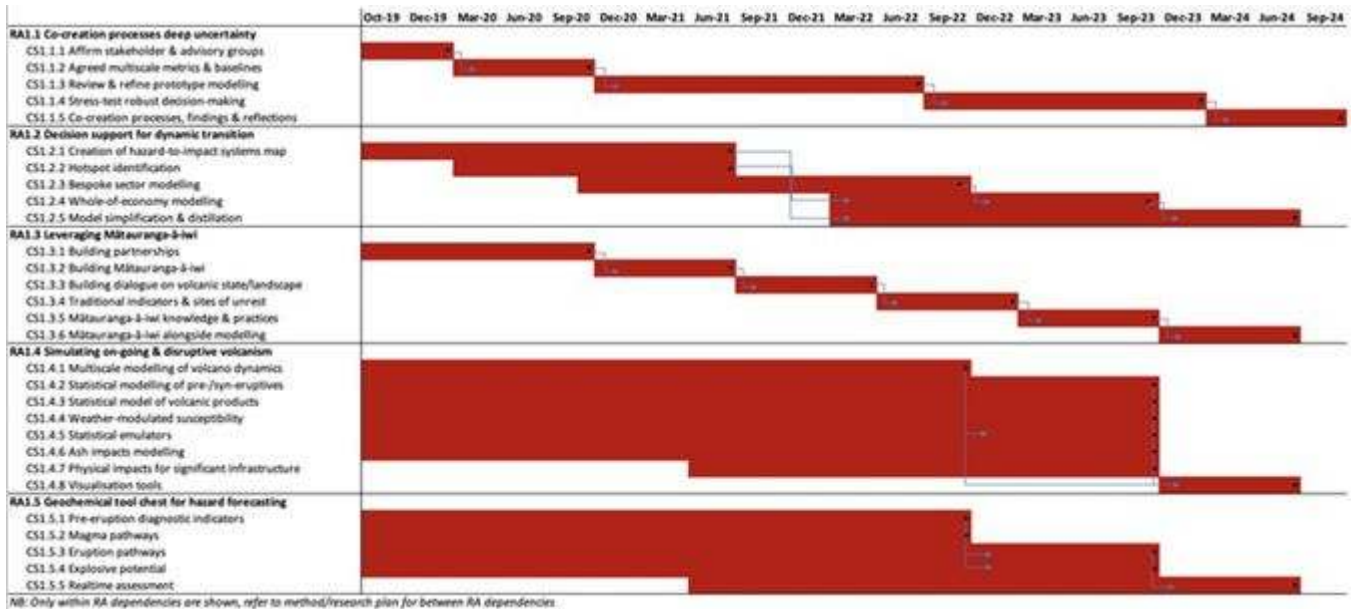 Oct-19 Dec-19 Mar-20 Jun-20 Sep-20 Dec-20 Mar-21 Jun-21 Sep-21 Dec-21 Mar-22 Jun-22 Sep-22 Dec-22 Mar-23 Jun-23 Sep-23 Dec-23 Mar-24 Jun-24 Sep-24
RA1.1 Co-creation processes deep uncertainty
CS1.1.1 Affirm stakeholder & advisory groups
CS1.1.2 Agreed multiscale metrics & baselines
CS1.1.3 Review & refine prototype modelling
CS1.1.4 Stress-test robust decision-making
CS1.1.5 Co-creation processes, findings & reflections
RA1.2 Decision support for dynamic transition
CS1.2.1 Creation of hazard-to-impact systems map
CS1.2.2 Hotspot identification
CS1.2.3 Bespoke sector modelling
CS1.2.4 Whole-of-economy modelling
CS1.2.5 Model simplification & distillation
RA1.3 Leveraging Mātauranga-ā-iwi
CS1.3.1 Building partnerships
CS1.3.2 Building Mātauranga-ā-iwi
CS1.3.3 Building dialogue on volcanic state/landscape
CS1.3.4 Traditional indicators & sites of unrest
CS1.3.5 Mātauranga-ā-iwi knowledge & practices
CS1.3.6 Mātauranga-ā-iwi alongside modelling
RA1.4 Simulating on-going & disruptive volcanism
CS1.4.1 Multiscale modelling of volcano dynamics
CS1.4.2 Statistical modelling of pre-/syn-eruptives
CS1.4.3 Statistical model of volcanic products
CS1.4.4 Weather-modulated susceptibility
CS1.4.5 Statistical emulators
CS1.4.6 Ash impacts modelling
CS1.4.7 Physical impacts for significant infrastructure
CS1.4.8 Visualisation tools
RA1.5 Geochemical tool chest for hazard forecasting
CS1.5.1 Pre-eruption diagnostic indicators
CS1.5.2 Magma pathways
CS1.5.3 Eruption pathways
CS1.5.4 Explosive potential
CS1.5.5 Realtime assessment
NB: Only within RA dependencies are shown, refer to method/research plan for between RA dependencies